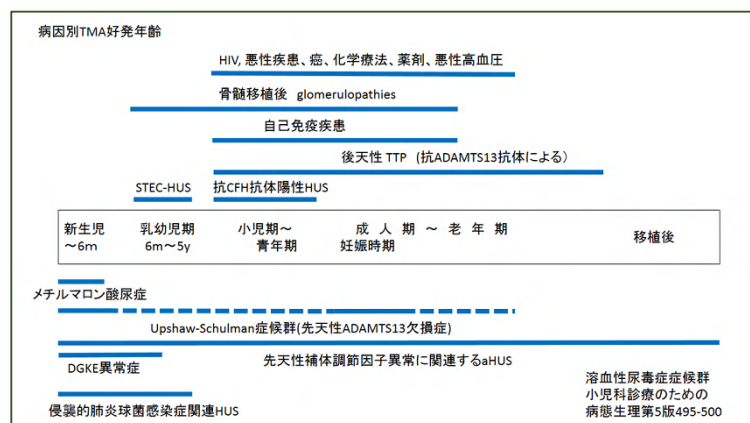 病因別TMA好発年齢
HIV, 悪性疾患、癌、化学療法、薬剤、悪性高血圧
骨髄移植後 glomerulopathies
自己免疫疾患
後天性 TTP (抗ADAMTS13抗体による)
STEC-HUS 抗CFH抗体陽性HUS
新生児 乳幼児期 小児期～ 成 人 期 ～ 老 年 期 移植後
～6m 6m～5y 青年期 妊娠時期
メチルマロン酸尿症
Upshaw-Schulman症候群(先天性ADAMTS13欠損症)
DGKE異常症 先天性補体調節因子異常に関連するaHUS
侵襲的肺炎球菌感染症関連HUS
溶血性尿毒症症候群
小児科診療のための
病態生理第5版495-500